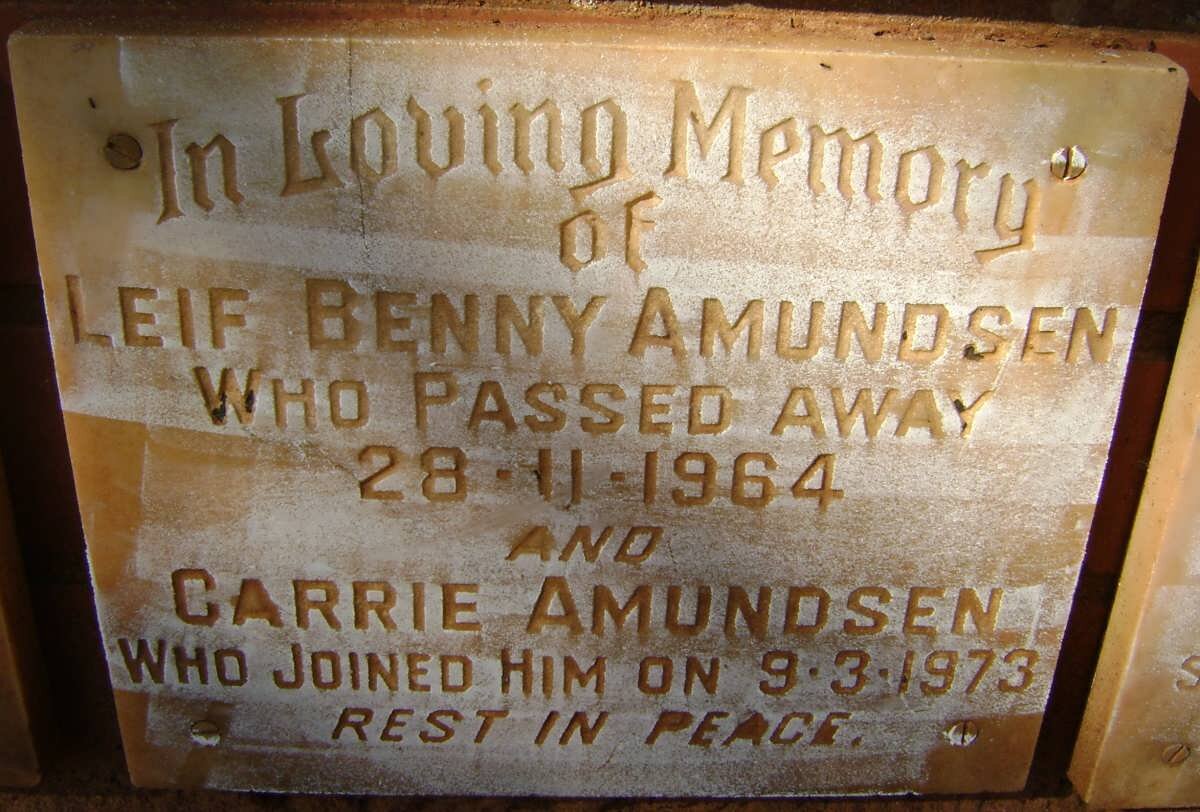 In Loving Memory
of
LEIF BENNY AMUNDSEN
WHO PASSED AWAY
28·11·1964
AND
CARRIE AMUNDSEN
WHO JOINED HIM ON 9·3·1973
REST IN PEACE.